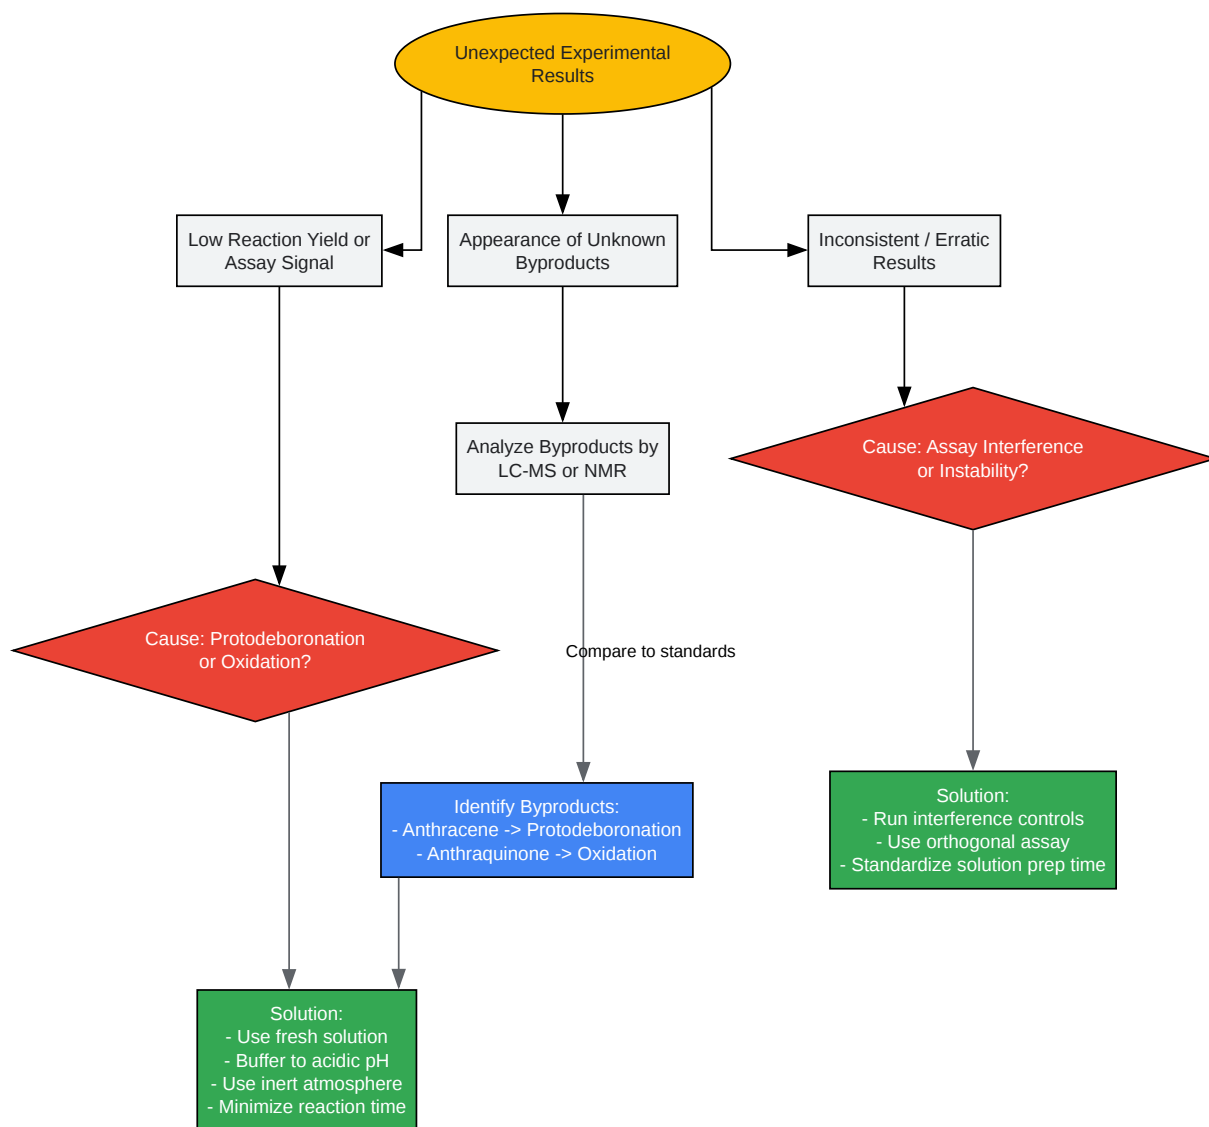 Unexpected Experimental
Results
Low Reaction Yield or
Assay Signal
Appearance of Unknown
Byproducts
Inconsistent / Erratic
Results
Analyze Byproducts by
LC-MS or NMR
Cause: Assay Interference
or Instability?
Cause: Protodeboronation
or Oxidation?
Compare to standards
Identify Byproducts:
- Anthracene -> Protodeboronation
- Anthraquinone -> Oxidation
Solution:
- Run interference controls
- Use orthogonal assay
- Standardize solution prep time
Solution:
- Use fresh solution
- Buffer to acidic pH
- Use inert atmosphere
- Minimize reaction time